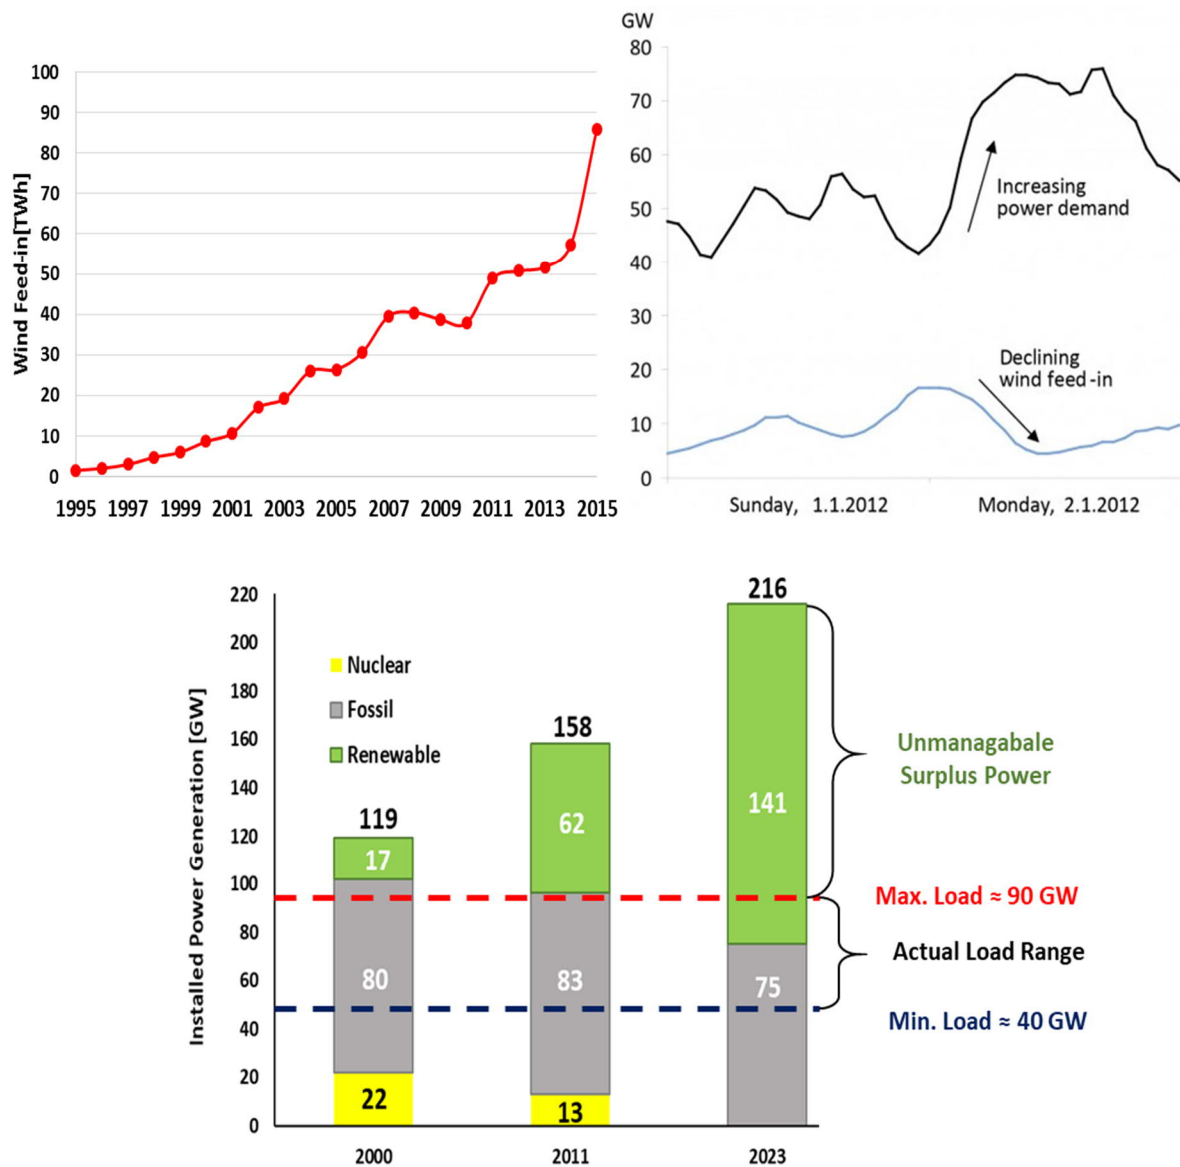 Wind Feed-in[TWh]
100
90
80
70
60
50
40
30
20
10
0
1995 1997 1999 2001 2003 2005 2007 2009 2011 2013 2015
GW
80
70
60
50
40
30
20
10
0
Increasing
power demand
Declining
wind feed-in
Sunday, 1.1.2012 Monday, 2.1.2012
Installed Power Generation [GW]
220
200
180
160
140
120
100
80
60
40
20
0
Nuclear
Fossil
Renewable
119
17
80
22
158
62
83
13
216
141
75
2000 2011 2023
Unmanagabale
Surplus Power
Max. Load ≈ 90 GW
Actual Load Range
Min. Load ≈ 40 GW